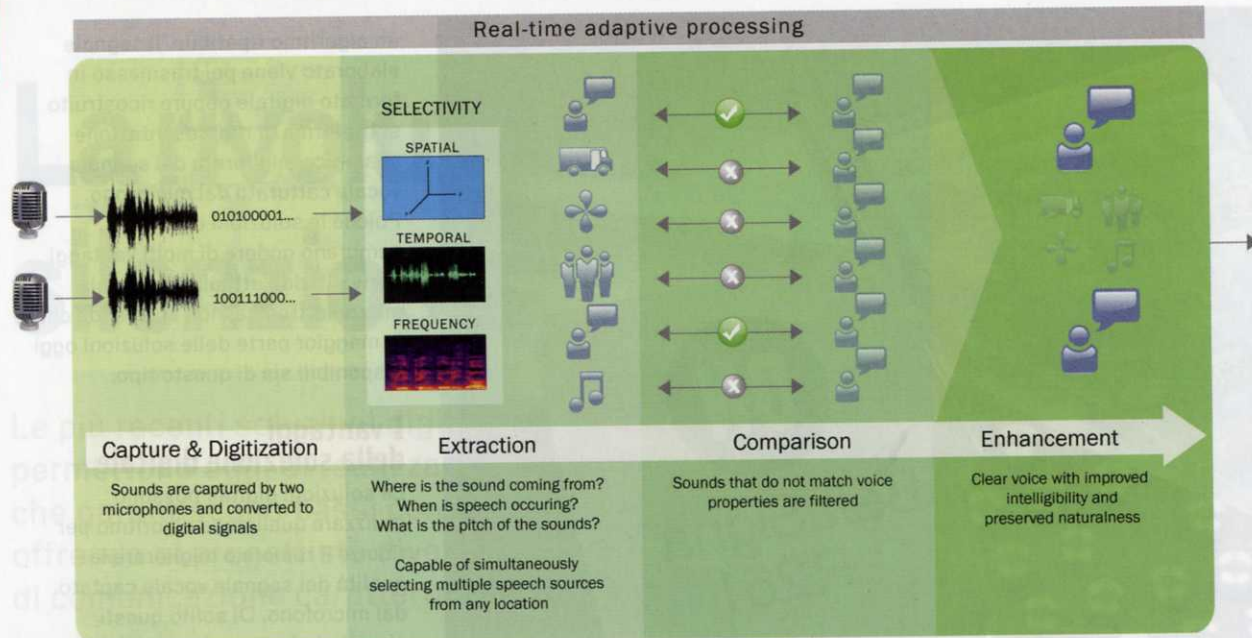 Real-time adaptive processing
SELECTIVITY
SPATIAL
010100001...
TEMPORAL
100111000...
FREQUENCY
Capture & Digitization
Sounds are captured by two
microphones and converted to
digital signals
Extraction
Where is the sound coming from?
When is speech occuring?
What is the pitch of the sounds?
Capable of simultaneously
selecting multiple speech sources
from any location
Comparison
Sounds that do not match voice
properties are filtered
Enhancement
Clear voice with improved
intelligibility and
preserved naturalness